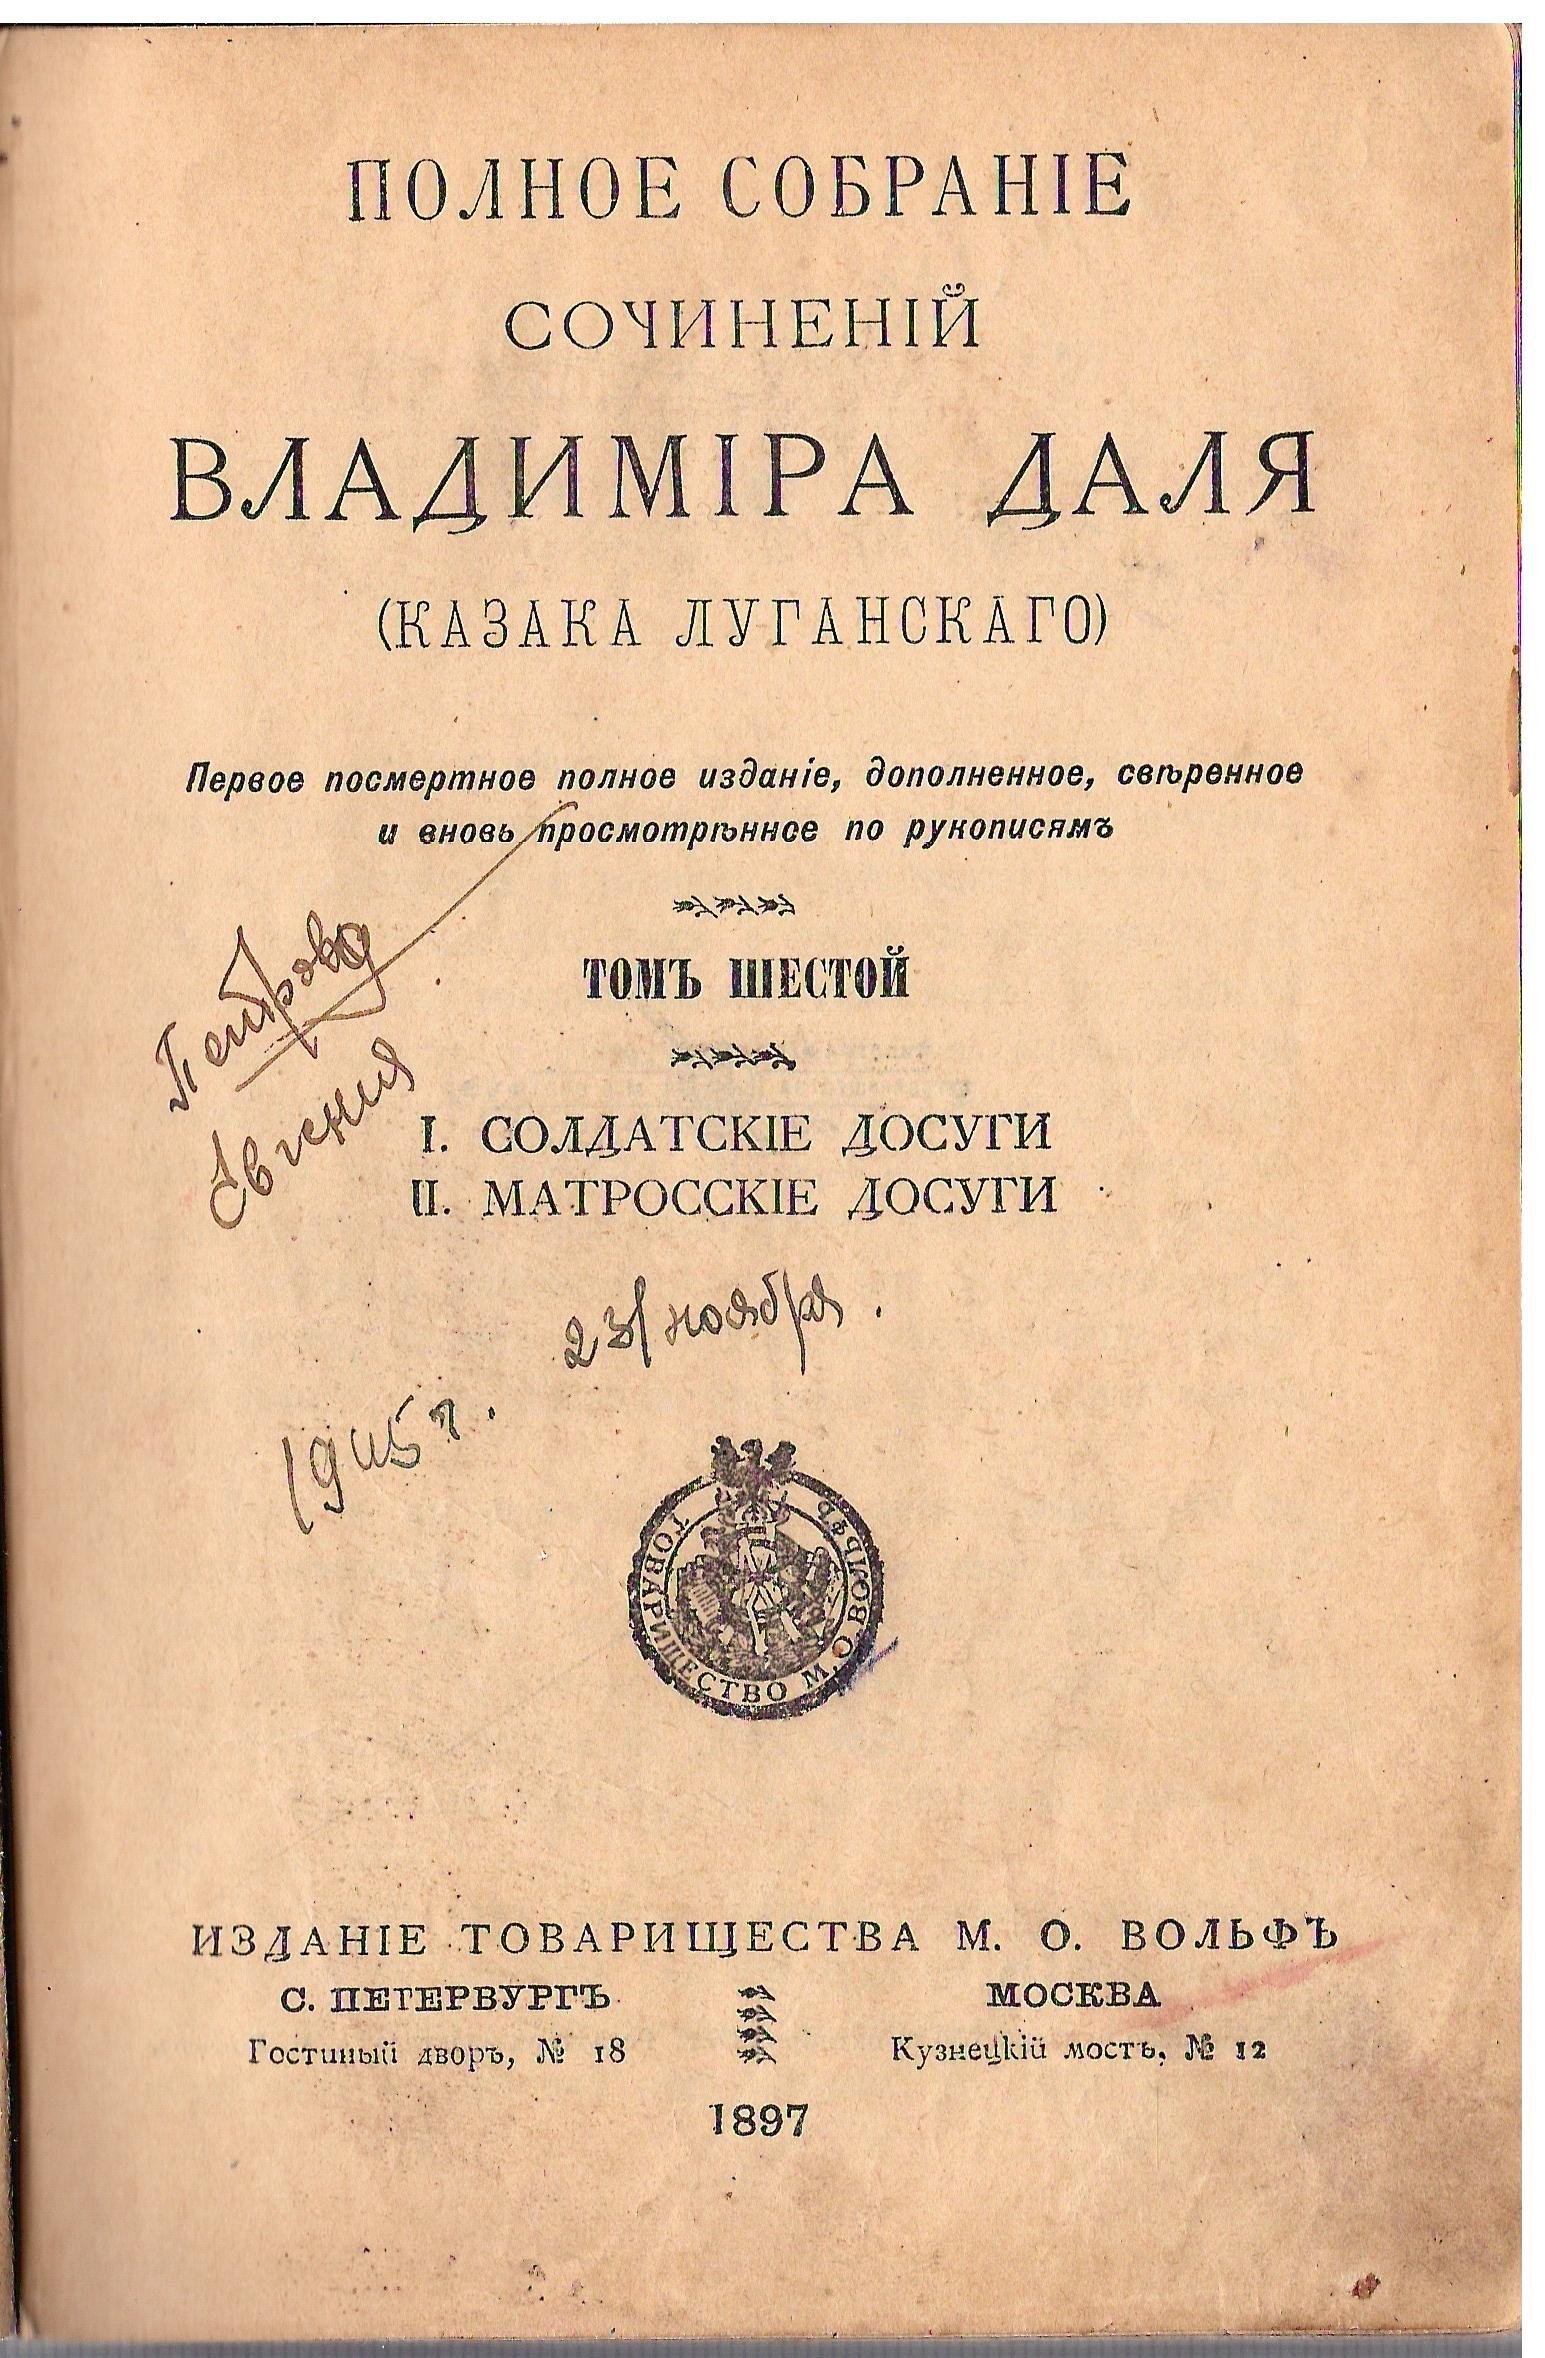 ПОЛНОЕ СОБРАНІЕ
СОЧИНЕНІЙ
ВЛАДИМІРА ДАЛЯ
(КАЗАКА ЛУГАНСКАГО)
Первое посмертное полное изданіе, дополненное, свѣренное
и вновь просмотрѣнное по рукописямъ
ТОМЪ ШЕСТОЙ
Петрова
Евгения
I. СОЛДАТСКІЕ ДОСУГИ
II. МАТРОССКІЕ ДОСУГИ
23/ноября.
1945 г.
ТОВАРИЩЕСТВО М. О. ВОЛЬФЪ
ИЗДАНІЕ ТОВАРИЩЕСТВА М. О. ВОЛЬФЪ
С. ПЕТЕРБУРГЪ
Гостиный дворъ, № 18
МОСКВА
Кузнецкій мостъ, № 12
1897